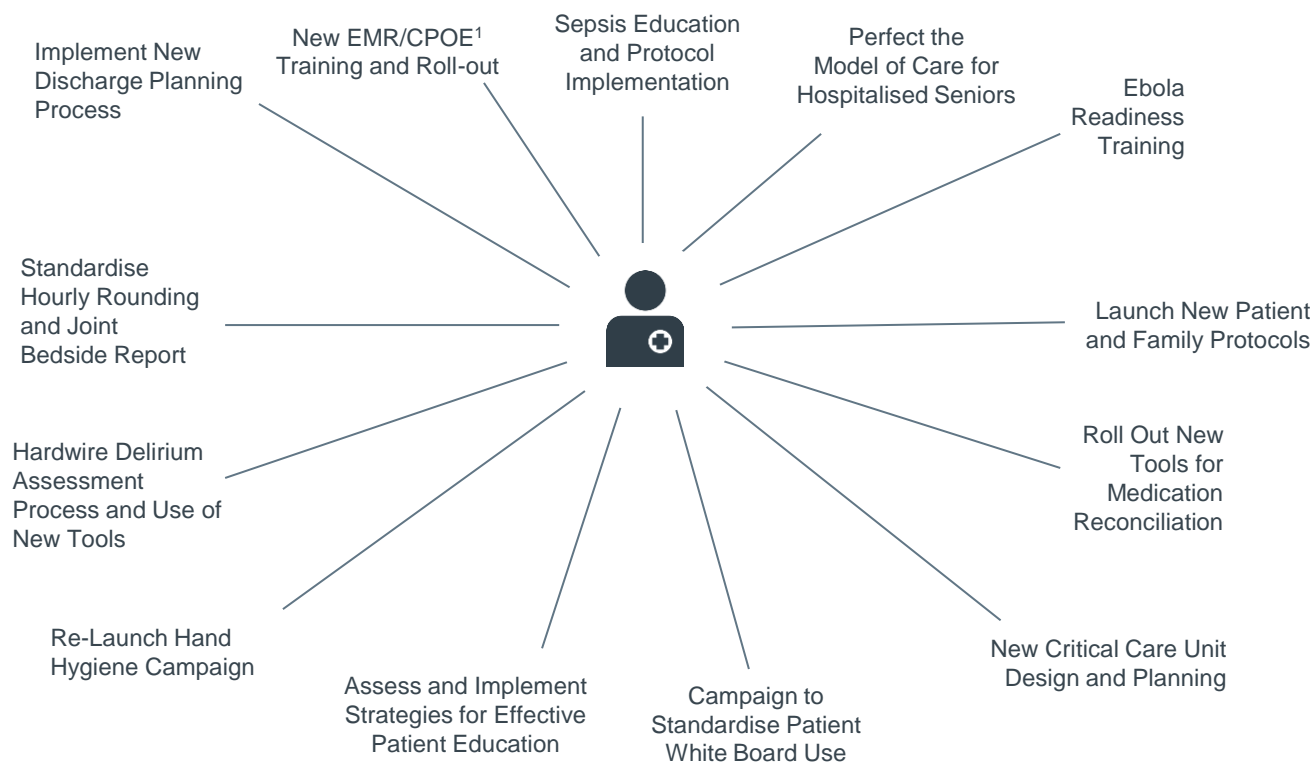 Implement New
Discharge Planning
Process
New EMR/CPOE¹
Training and Roll-out
Sepsis Education
and Protocol
Implementation
Perfect the
Model of Care for
Hospitalised Seniors
Ebola
Readiness
Training
Standardise
Hourly Rounding
and Joint
Bedside Report
Launch New Patient
and Family Protocols
Hardwire Delirium
Assessment
Process and Use of
New Tools
Roll Out New
Tools for
Medication
Reconciliation
Re-Launch Hand
Hygiene Campaign
Assess and Implement
Strategies for Effective
Patient Education
Campaign to
Standardise Patient
White Board Use
New Critical Care Unit
Design and Planning